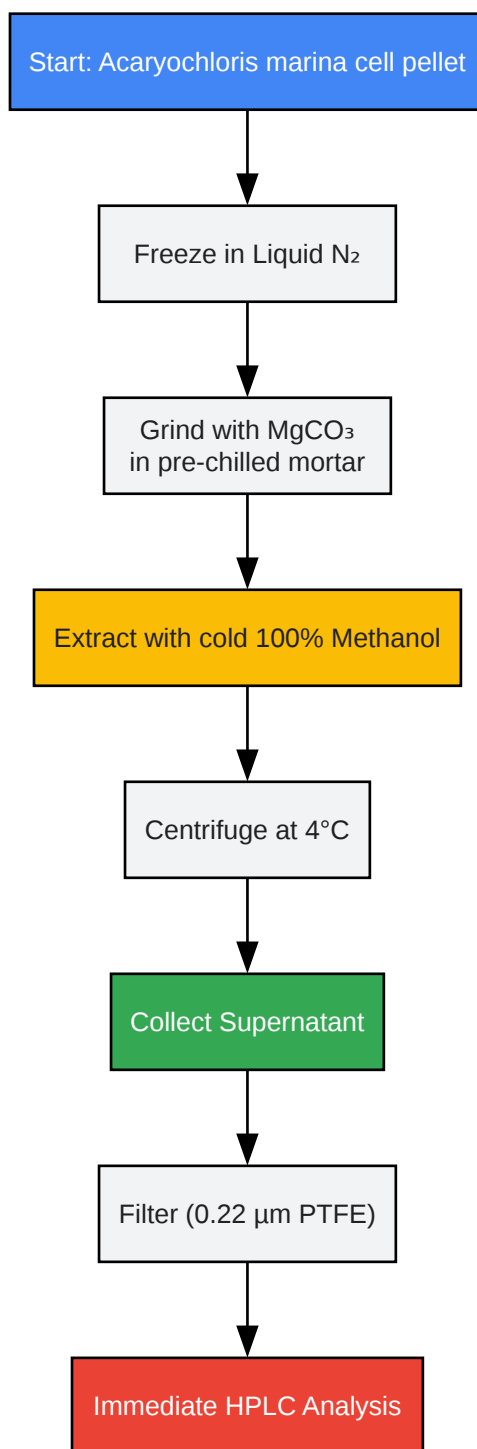 Start: Acaryochloris marina cell pellet
Freeze in Liquid N₂
Grind with MgCO₃
in pre-chilled mortar
Extract with cold 100% Methanol
Centrifuge at 4°C
Collect Supernatant
Filter (0.22 µm PTFE)
Immediate HPLC Analysis